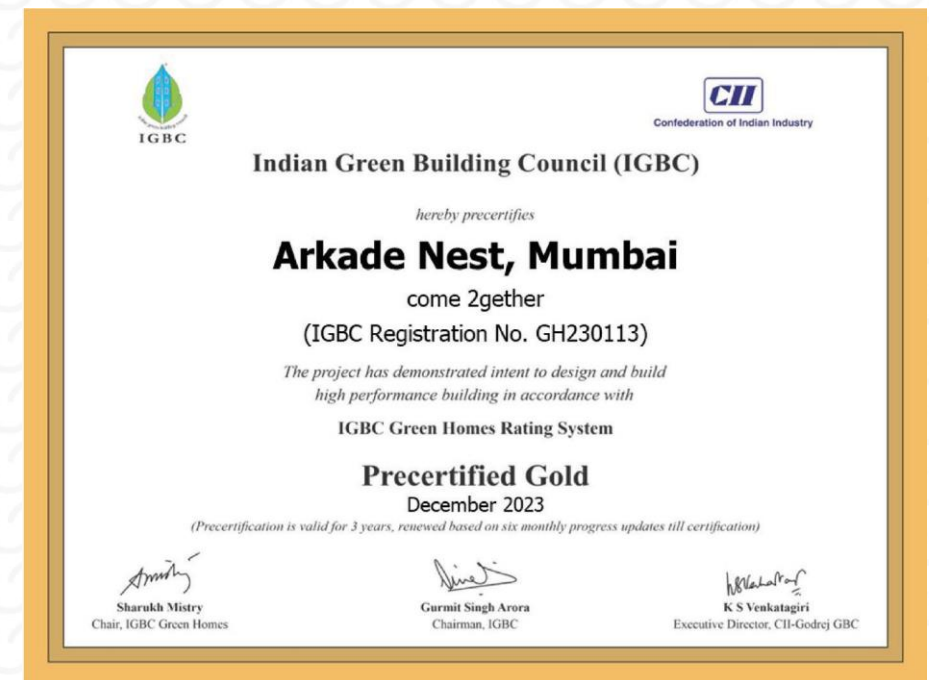 IGBC
CII
Confederation of Indian Industry
Indian Green Building Council (IGBC)
hereby precertifies
Arkade Nest, Mumbai
come 2gether
(IGBC Registration No. GH230113)
The project has demonstrated intent to design and build
high performance building in accordance with
IGBC Green Homes Rating System
Precertified Gold
December 2023
(Precertification is valid for 3 years, renewed based on six monthly progress updates till certification)
Sharukh Mistry
Chair, IGBC Green Homes
Gurmit Singh Arora
Chairman, IGBC
K S Venkatagiri
Executive Director, CII-Godrej GBC